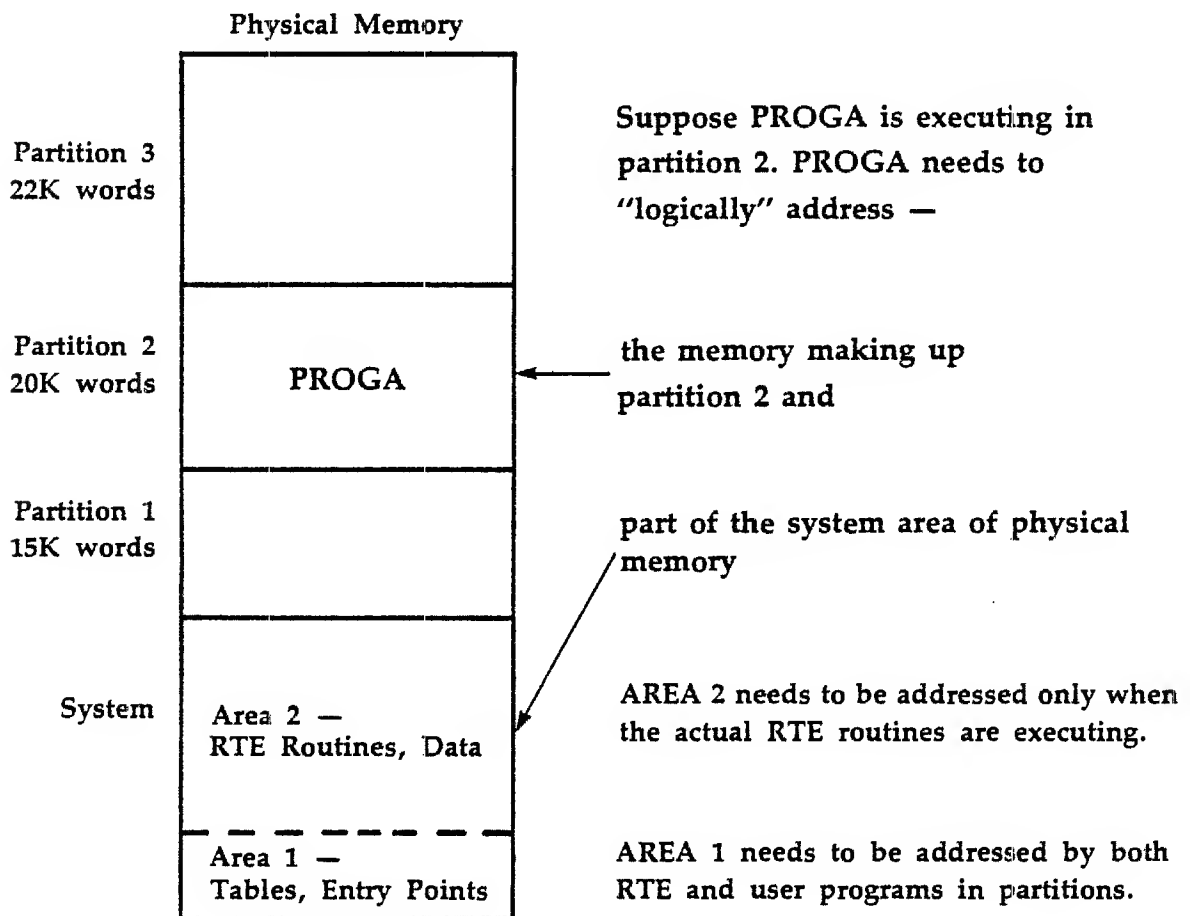 Physical Memory
Partition 3
22K words
Suppose PROGA is executing in
partition 2. PROGA needs to
“logically” address —
Partition 2
20K words
PROGA
the memory making up
partition 2 and
Partition 1
15K words
part of the system area of physical
memory
System
Area 2 —
RTE Routines, Data
AREA 2 needs to be addressed only when
the actual RTE routines are executing.
Area 1 —
Tables, Entry Points
AREA 1 needs to be addressed by both
RTE and user programs in partitions.